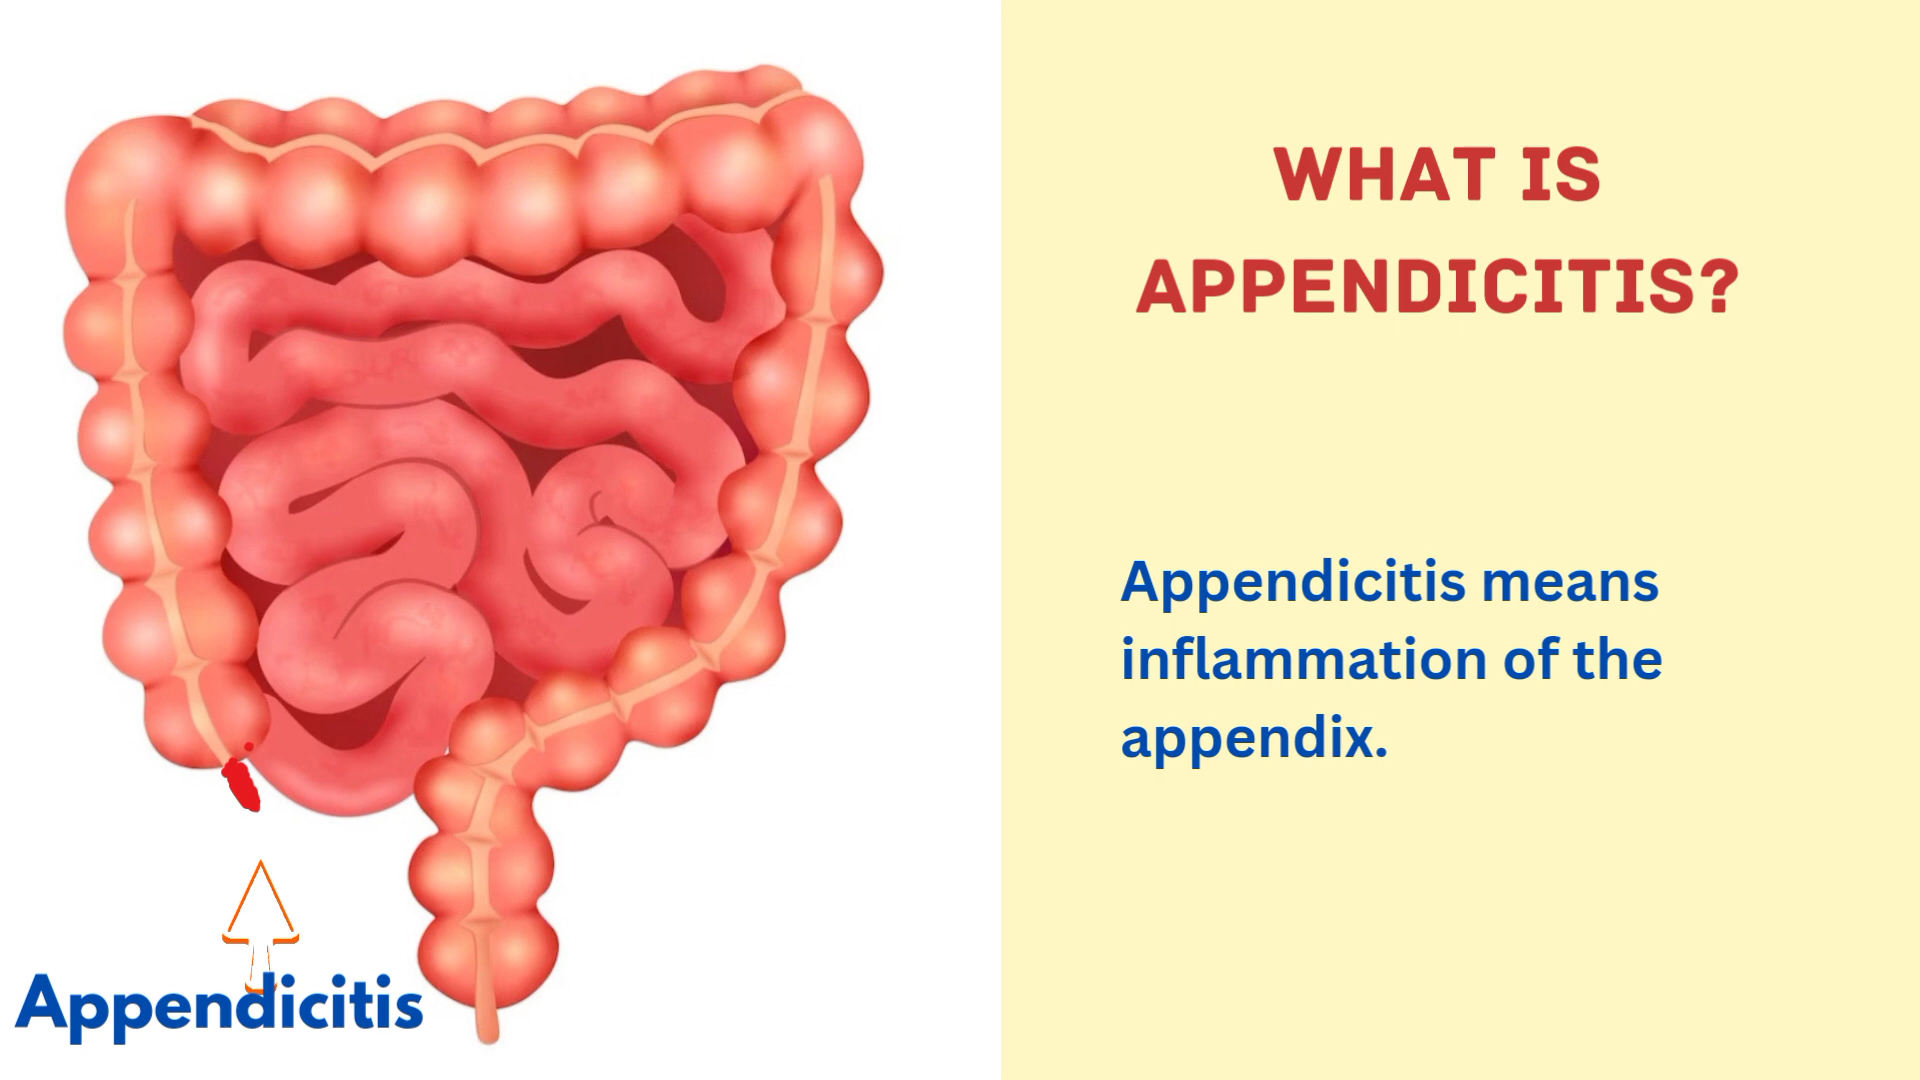 WHAT IS
APPENDICITIS?
Appendicitis means
inflammation of the
appendix.
Appendicitis